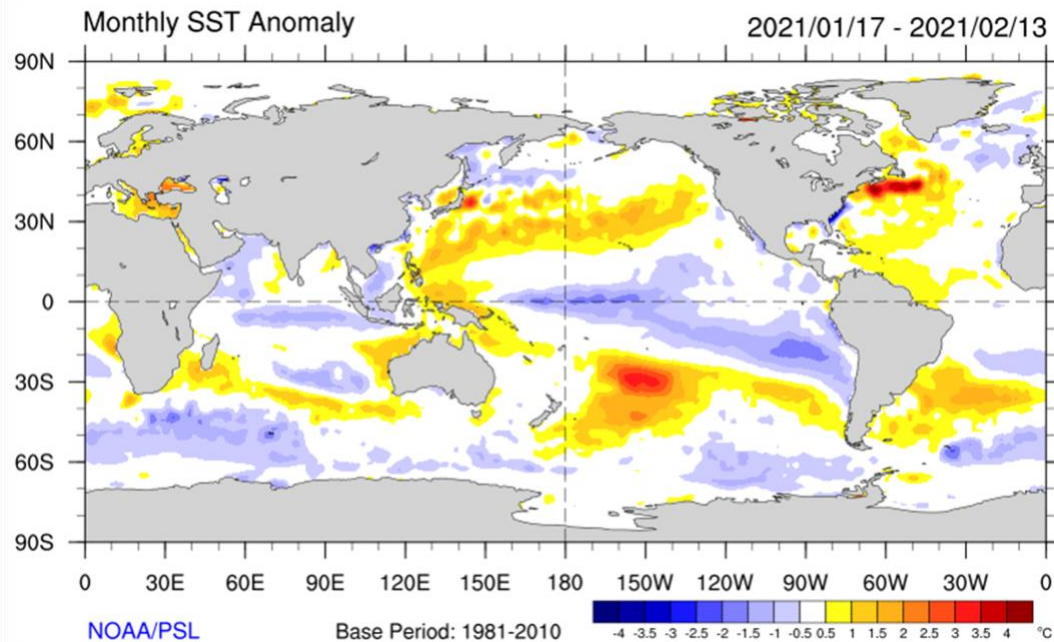 Monthly SST Anomaly 2021/01/17 - 2021/02/13
90N
60N
30N
0
30S
60S
90S
0 30E 60E 90E 120E 150E 180 150W 120W 90W 60W 30W 0
NOAA/PSL Base Period: 1981-2010
-4 -3.5 -3 -2.5 -2 -1.5 -1 -0.5 0.5 1 1.5 2 2.5 3 3.5 4 °C